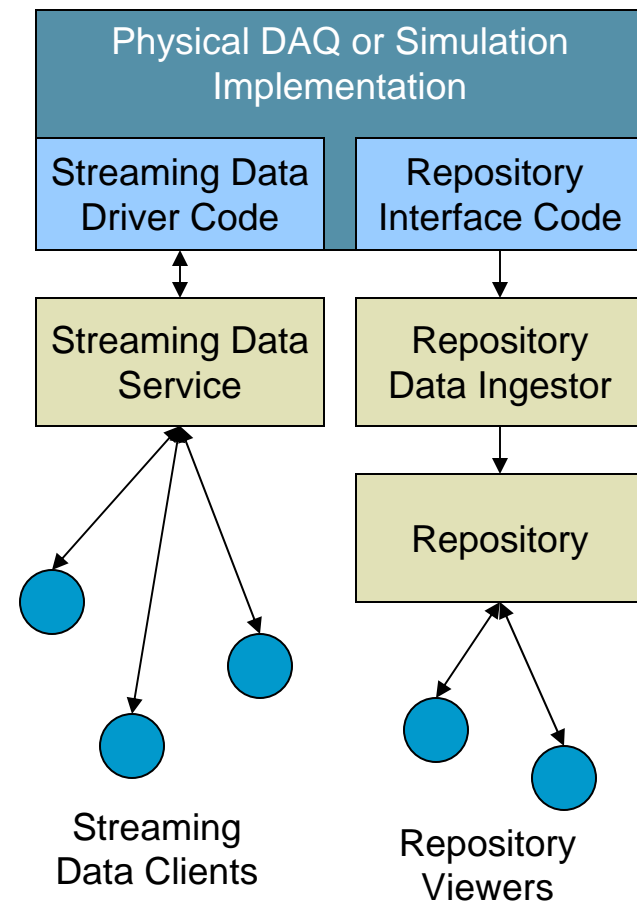 Physical DAQ or Simulation
Implementation
Streaming Data
Driver Code
Repository
Interface Code
Streaming Data
Service
Repository
Data Ingestor
Repository
Streaming
Data Clients
Repository
Viewers